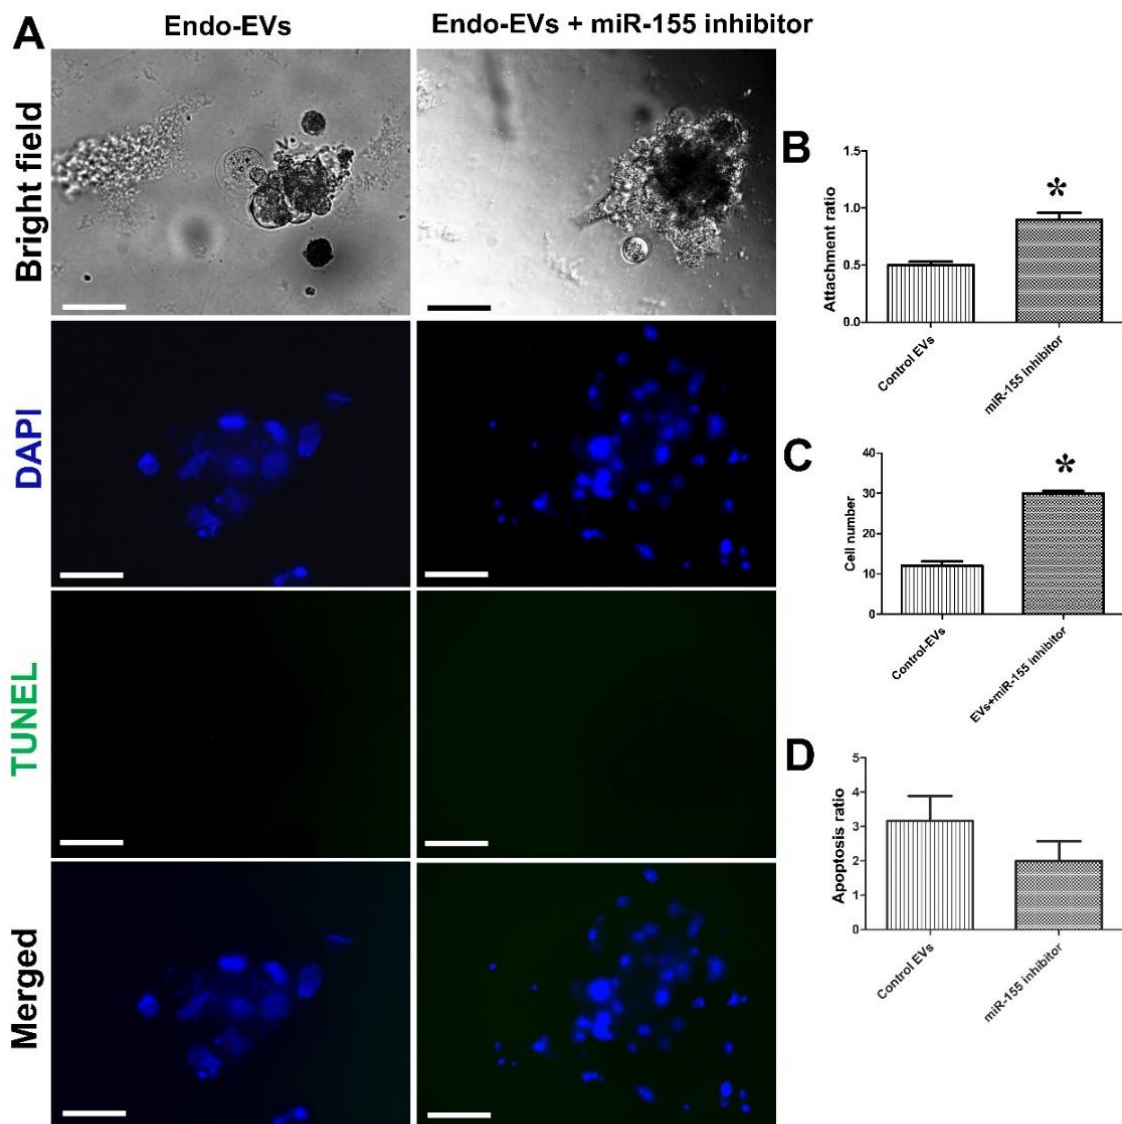 A
Endo-EVs
Endo-EVs + miR-155 inhibitor
Bright field
DAPI
TUNEL
Merged
B
Attachment ratio
1.5
1.0
0.5
0.0
*
Control EVs
miR-155 inhibitor
C
Cell number
40
30
20
10
0
*
Control-EVs
EVs+miR-155 inhibitor
D
Apoptosis ratio
5
4
3
2
1
0
Control EVs
miR-155 inhibitor